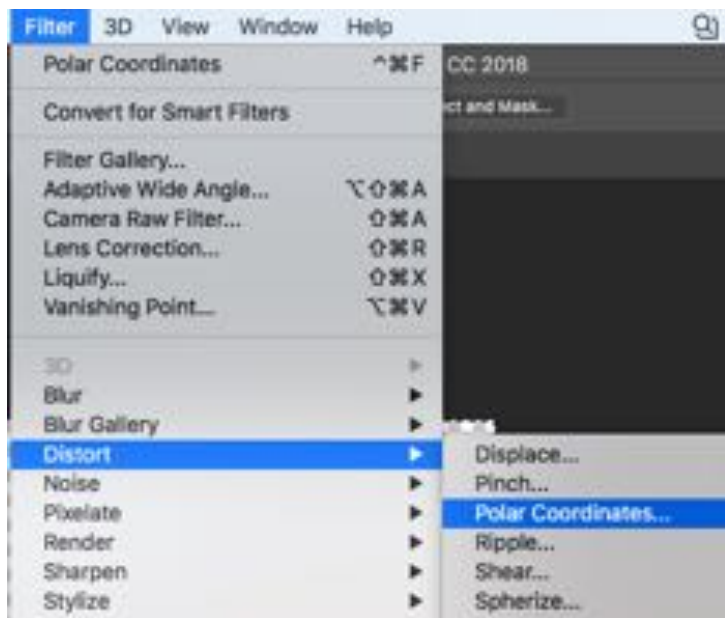 Filter 3D View Window Help
Polar Coordinates ^⌘F
CC 2018
Convert for Smart Filters
ct and Mask...
Filter Gallery...
Adaptive Wide Angle... ⌥⇧⌘A
Camera Raw Filter... ⇧⌘A
Lens Correction... ⇧⌘R
Liquify... ⇧⌘X
Vanishing Point... ⌥⌘V
3D
Blur
Blur Gallery
Distort
Noise
Pixelate
Render
Sharpen
Stylize
Displace...
Pinch...
Polar Coordinates...
Ripple...
Shear...
Spherize...